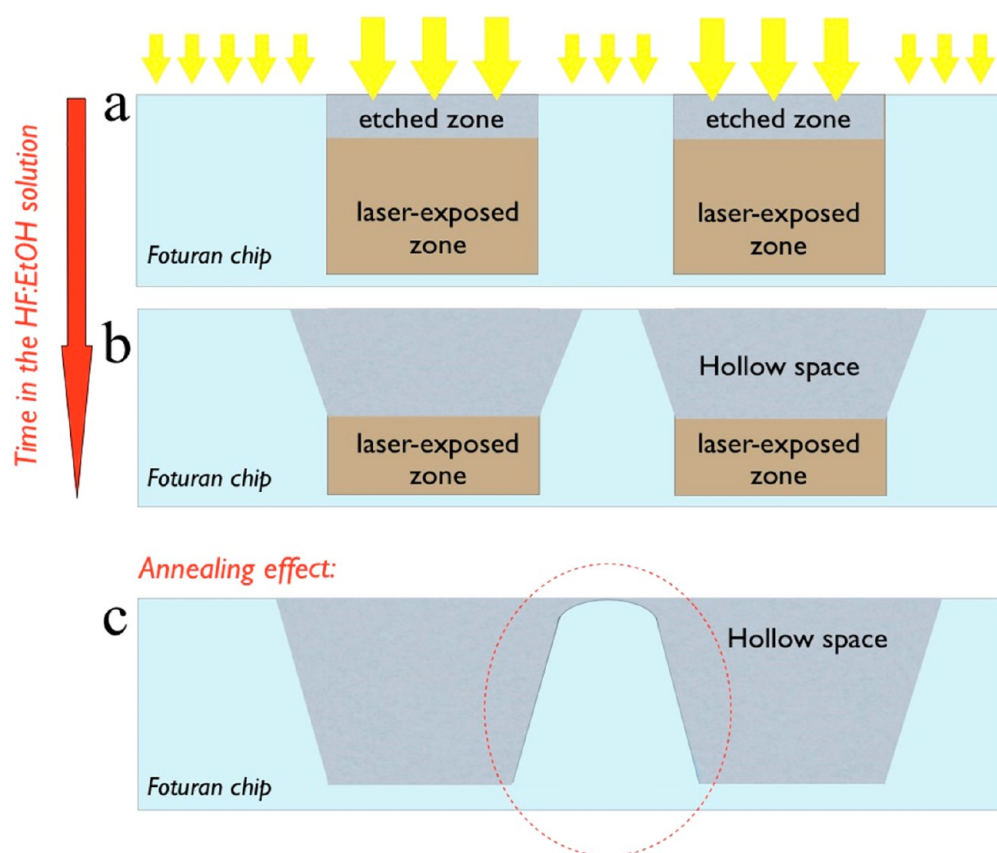 a
etched zone
etched zone
laser-exposed
zone
laser-exposed
zone
Foturan chip
Time in the HF:EtOH solution
b
Hollow space
laser-exposed
zone
laser-exposed
zone
Foturan chip
Annealing effect:
c
Hollow space
Foturan chip